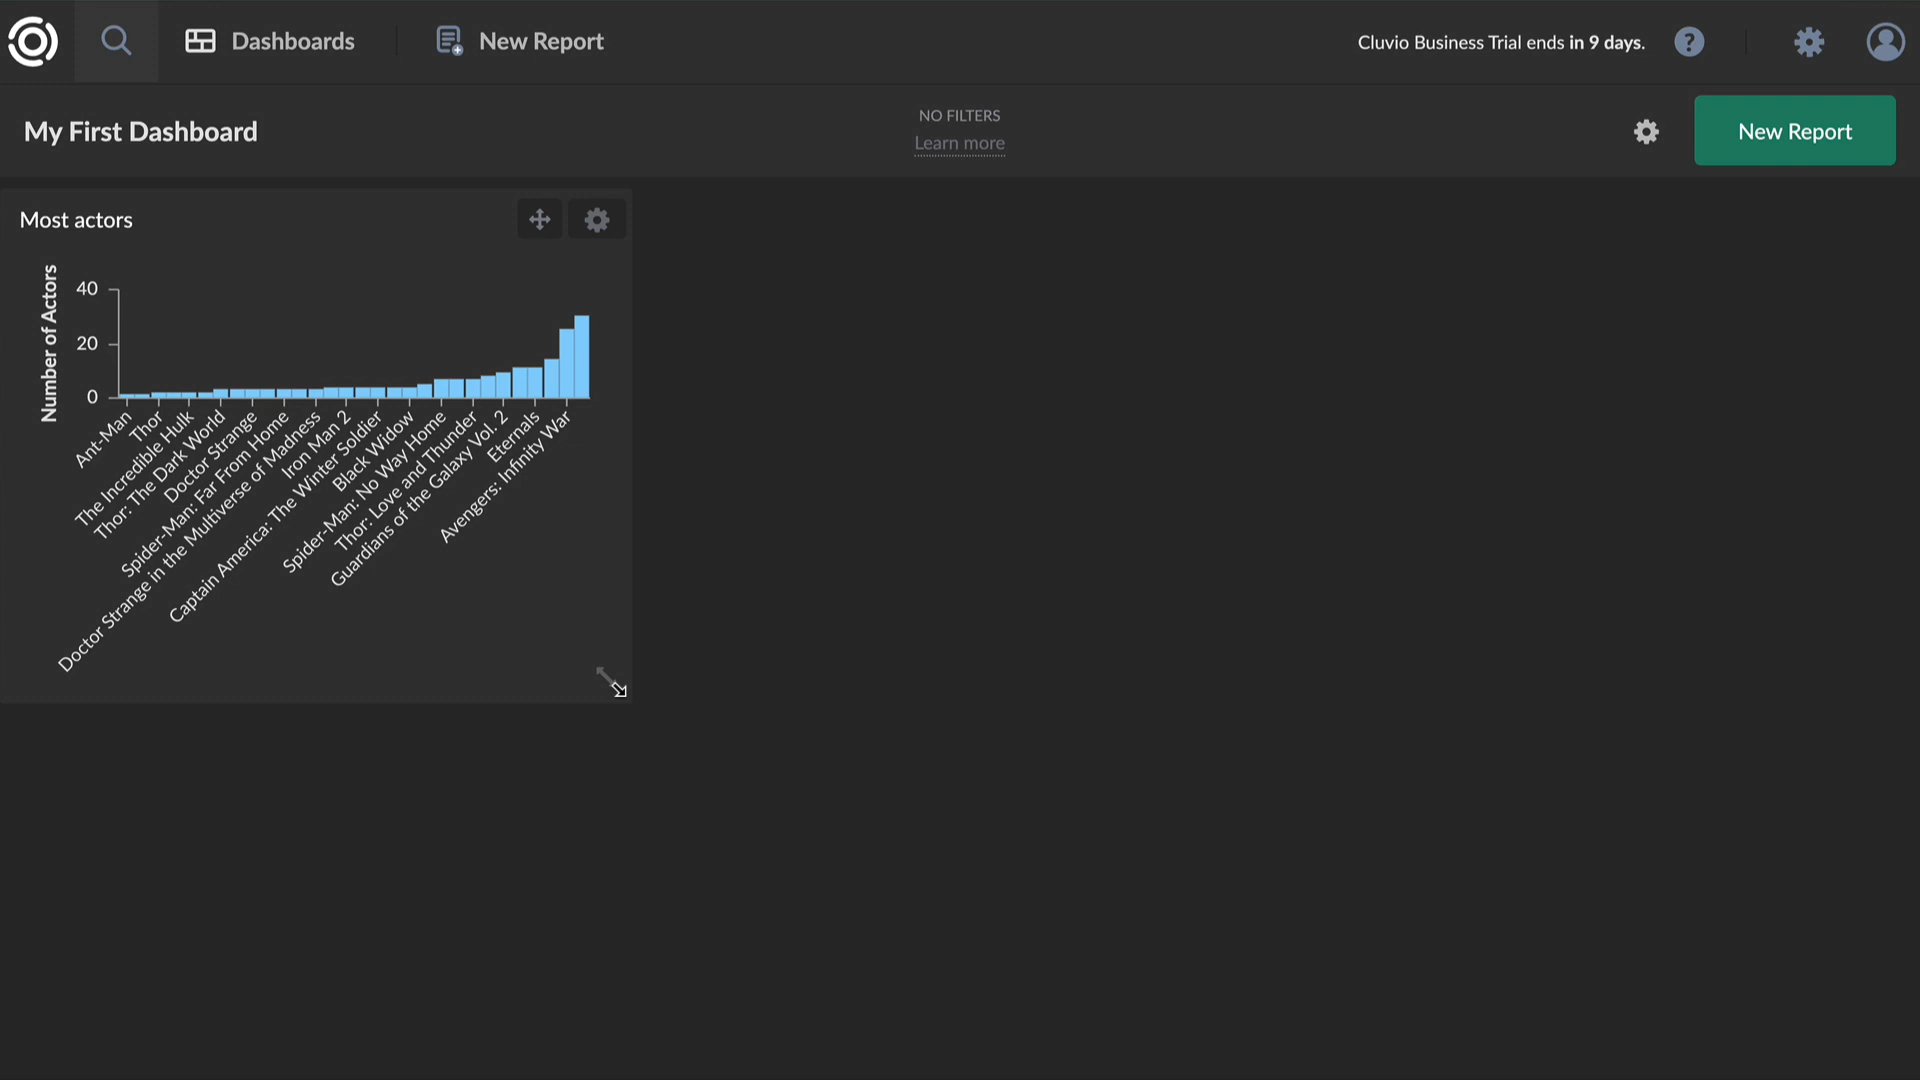 Dashboards
New Report
Cluvio Business Trial ends in 9 days.
?
My First Dashboard
NO FILTERS
Learn more
New Report
Most actors
Number of Actors
40
20
0
Ant-Man
Thor
The Incredible Hulk
Thor: The Dark World
Doctor Strange
Spider-Man: Far From Home
Doctor Strange in the Multiverse of Madness
Iron Man 2
Captain America: The Winter Soldier
Black Widow
Spider-Man: No Way Home
Thor: Love and Thunder
Guardians of the Galaxy Vol. 2
Eternals
Avengers: Infinity War